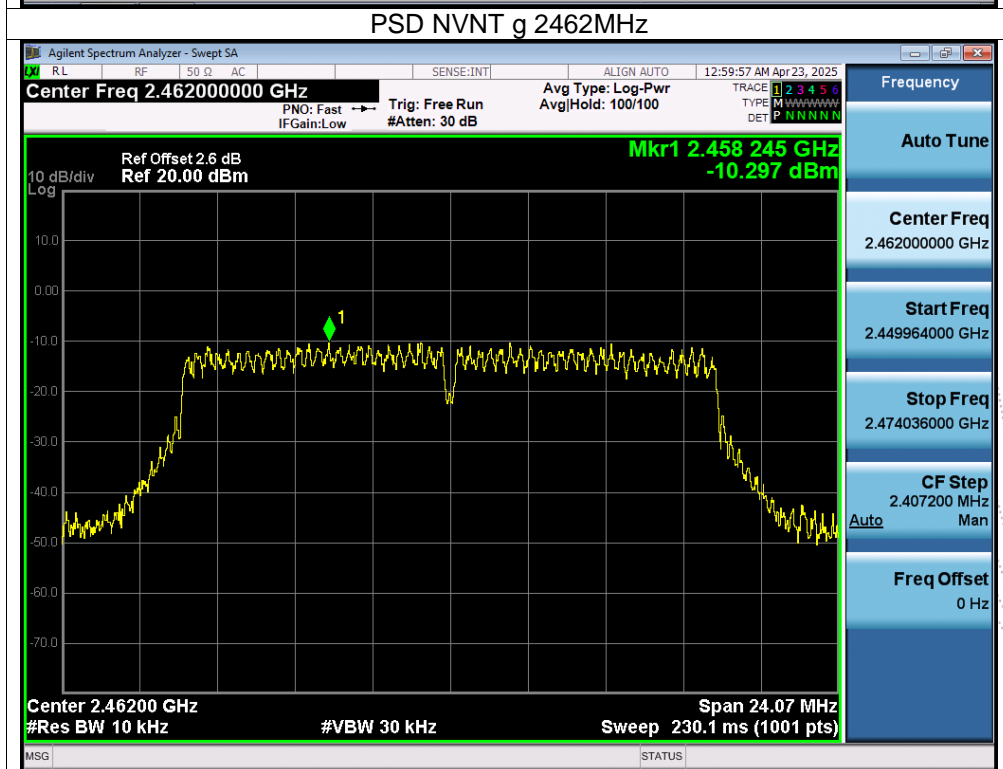 PSD NVNT g 2462MHz
Agilent Spectrum Analyzer - Swept SA
LXI RL RF 50 Ω AC SENSE:INT ALIGN AUTO 12:59:57 AM Apr 23, 2025
Center Freq 2.462000000 GHz
PNO: Fast
IFGain:Low
Trig: Free Run
#Atten: 30 dB
Avg Type: Log-Pwr
Avg|Hold: 100/100
TRACE 1 2 3 4 5 6
TYPE M WWWWW
DET P N N N N N
Mkr1 2.458 245 GHz
-10.297 dBm
Ref Offset 2.6 dB
10 dB/div Ref 20.00 dBm
Log
10.0
0.00
-10.0
-20.0
-30.0
-40.0
-50.0
-60.0
-70.0
1
Center 2.46200 GHz Span 24.07 MHz
#Res BW 10 kHz #VBW 30 kHz Sweep 230.1 ms (1001 pts)
MSG STATUS
Frequency
Auto Tune
Center Freq
2.462000000 GHz
Start Freq
2.449964000 GHz
Stop Freq
2.474036000 GHz
CF Step
2.407200 MHz
Auto Man
Freq Offset
0 Hz